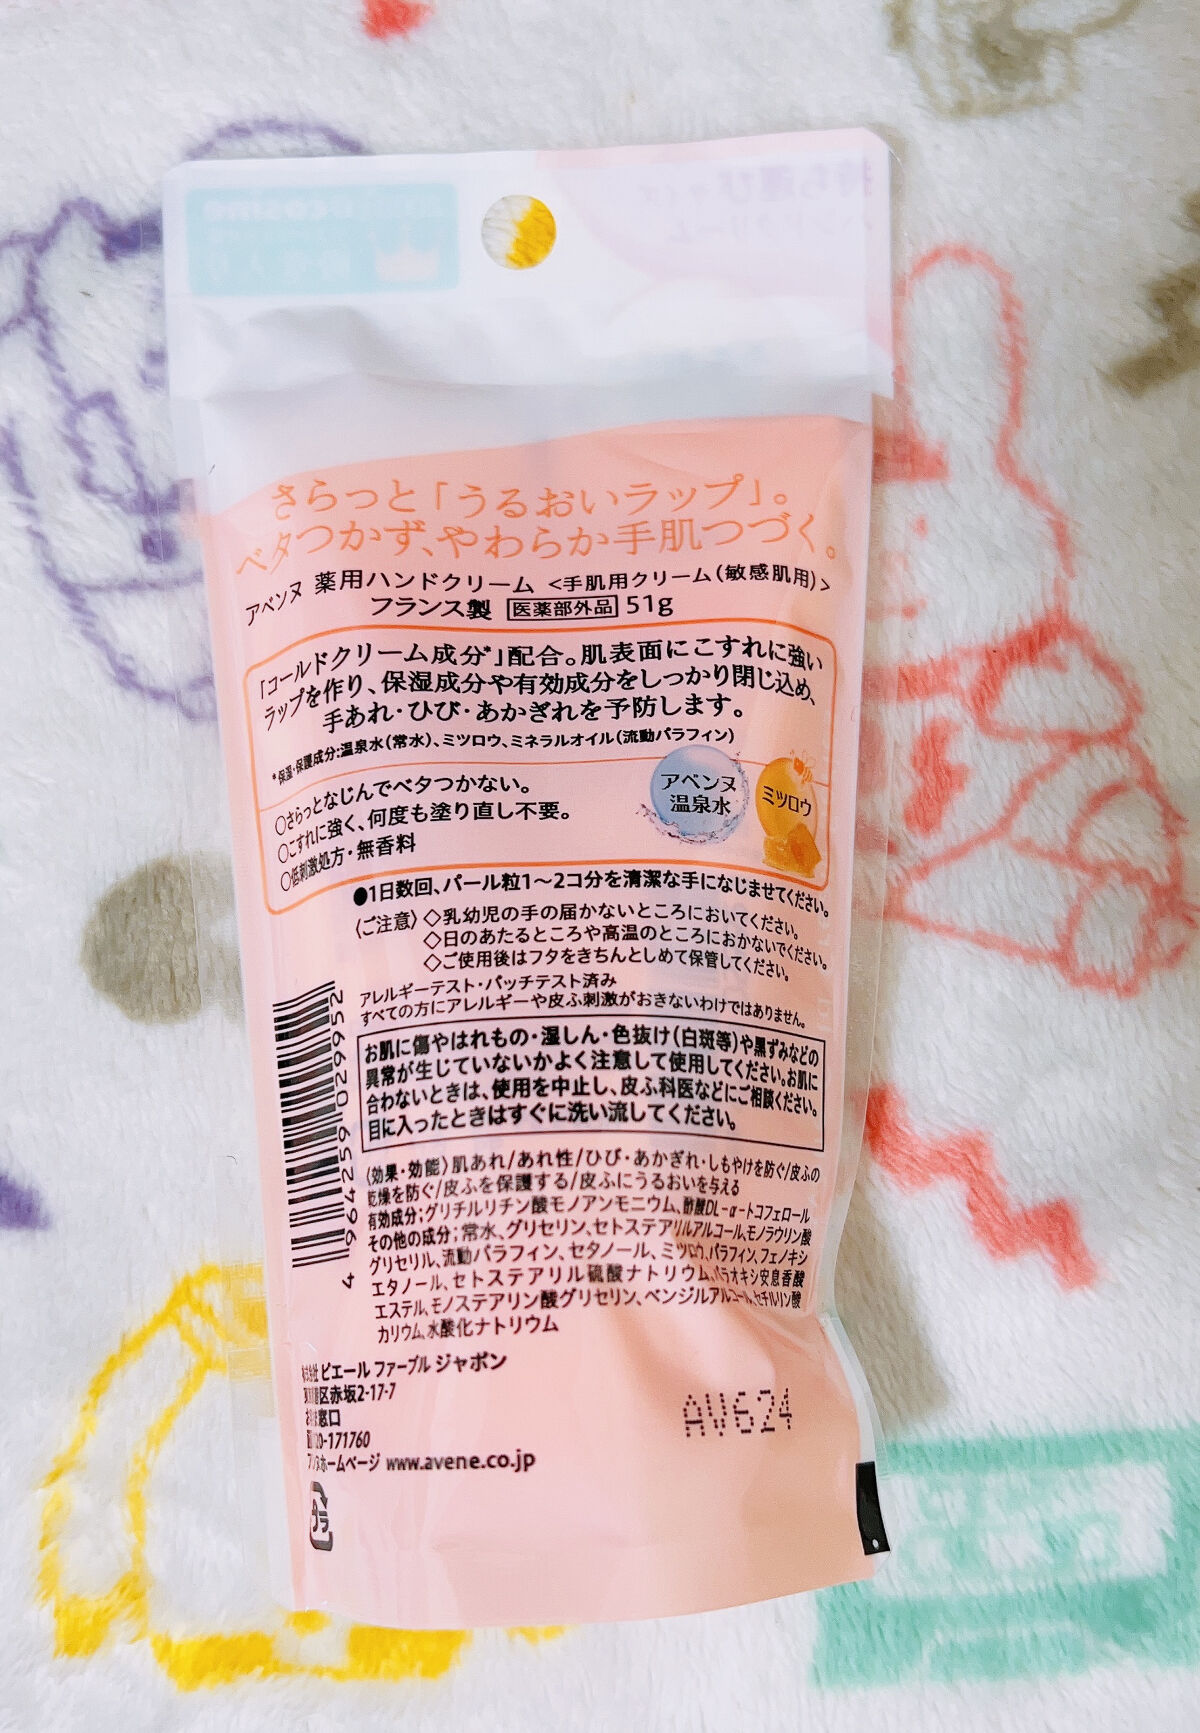 さらっと「うるおいラップ」。
ベタつかず、やわらか手肌つづく。
アベンヌ 薬用ハンドクリーム <手肌用クリーム(敏感肌用)>
フランス製 医薬部外品 51g
「コールドクリーム成分*」配合。肌表面にこすれに強い
ラップを作り、保湿成分や有効成分をしっかり閉じ込め、
手あれ・ひび・あかぎれを予防します。
*保湿・保護成分:温泉水(常水)、ミツロウ、ミネラルオイル(流動パラフィン)
○さらっとなじんでベタつかない。
○こすれに強く、何度も塗り直し不要。
○低刺激処方・無香料
アベンヌ
温泉水
ミツロウ
●1日数回、パール粒1〜2コ分を清潔な手になじませてください。
〈ご注意〉◇乳幼児の手の届かないところにおいてください。
◇日のあたるところや高温のところにおかないでください。
◇ご使用後はフタをきちんとしめて保管してください。
アレルギーテスト・パッチテスト済み
すべての方にアレルギーや皮ふ刺激がおきないわけではありません。
お肌に傷やはれもの・湿しん・色抜け(白斑等)や黒ずみなどの
異常が生じていないかよく注意して使用してください。お肌に
合わないときは、使用を中止し、皮ふ科医などにご相談ください。
目に入ったときはすぐに洗い流してください。
〈効果・効能〉肌あれ/あれ性/ひび・あかぎれ・しもやけを防ぐ/皮ふの
乾燥を防ぐ/皮ふを保護する/皮ふにうるおいを与える
有効成分;グリチルリチン酸モノアンモニウム、酢酸DL-α-トコフェロール
その他の成分;常水、グリセリン、セトステアリルアルコール、モノラウリン酸
グリセリル、流動パラフィン、セタノール、ミツロウ、パラフィン、フェノキシ
エタノール、セトステアリル硫酸ナトリウム、パラオキシ安息香酸
エステル、モノステアリン酸グリセリン、ベンジルアルコール、セチルリン酸
カリウム、水酸化ナトリウム
4 964259 026952
ピエール ファーブル ジャポン
区赤坂2-17-7
窓口
20-171760
ホームページ www.avene.co.jp
AV624
プラ